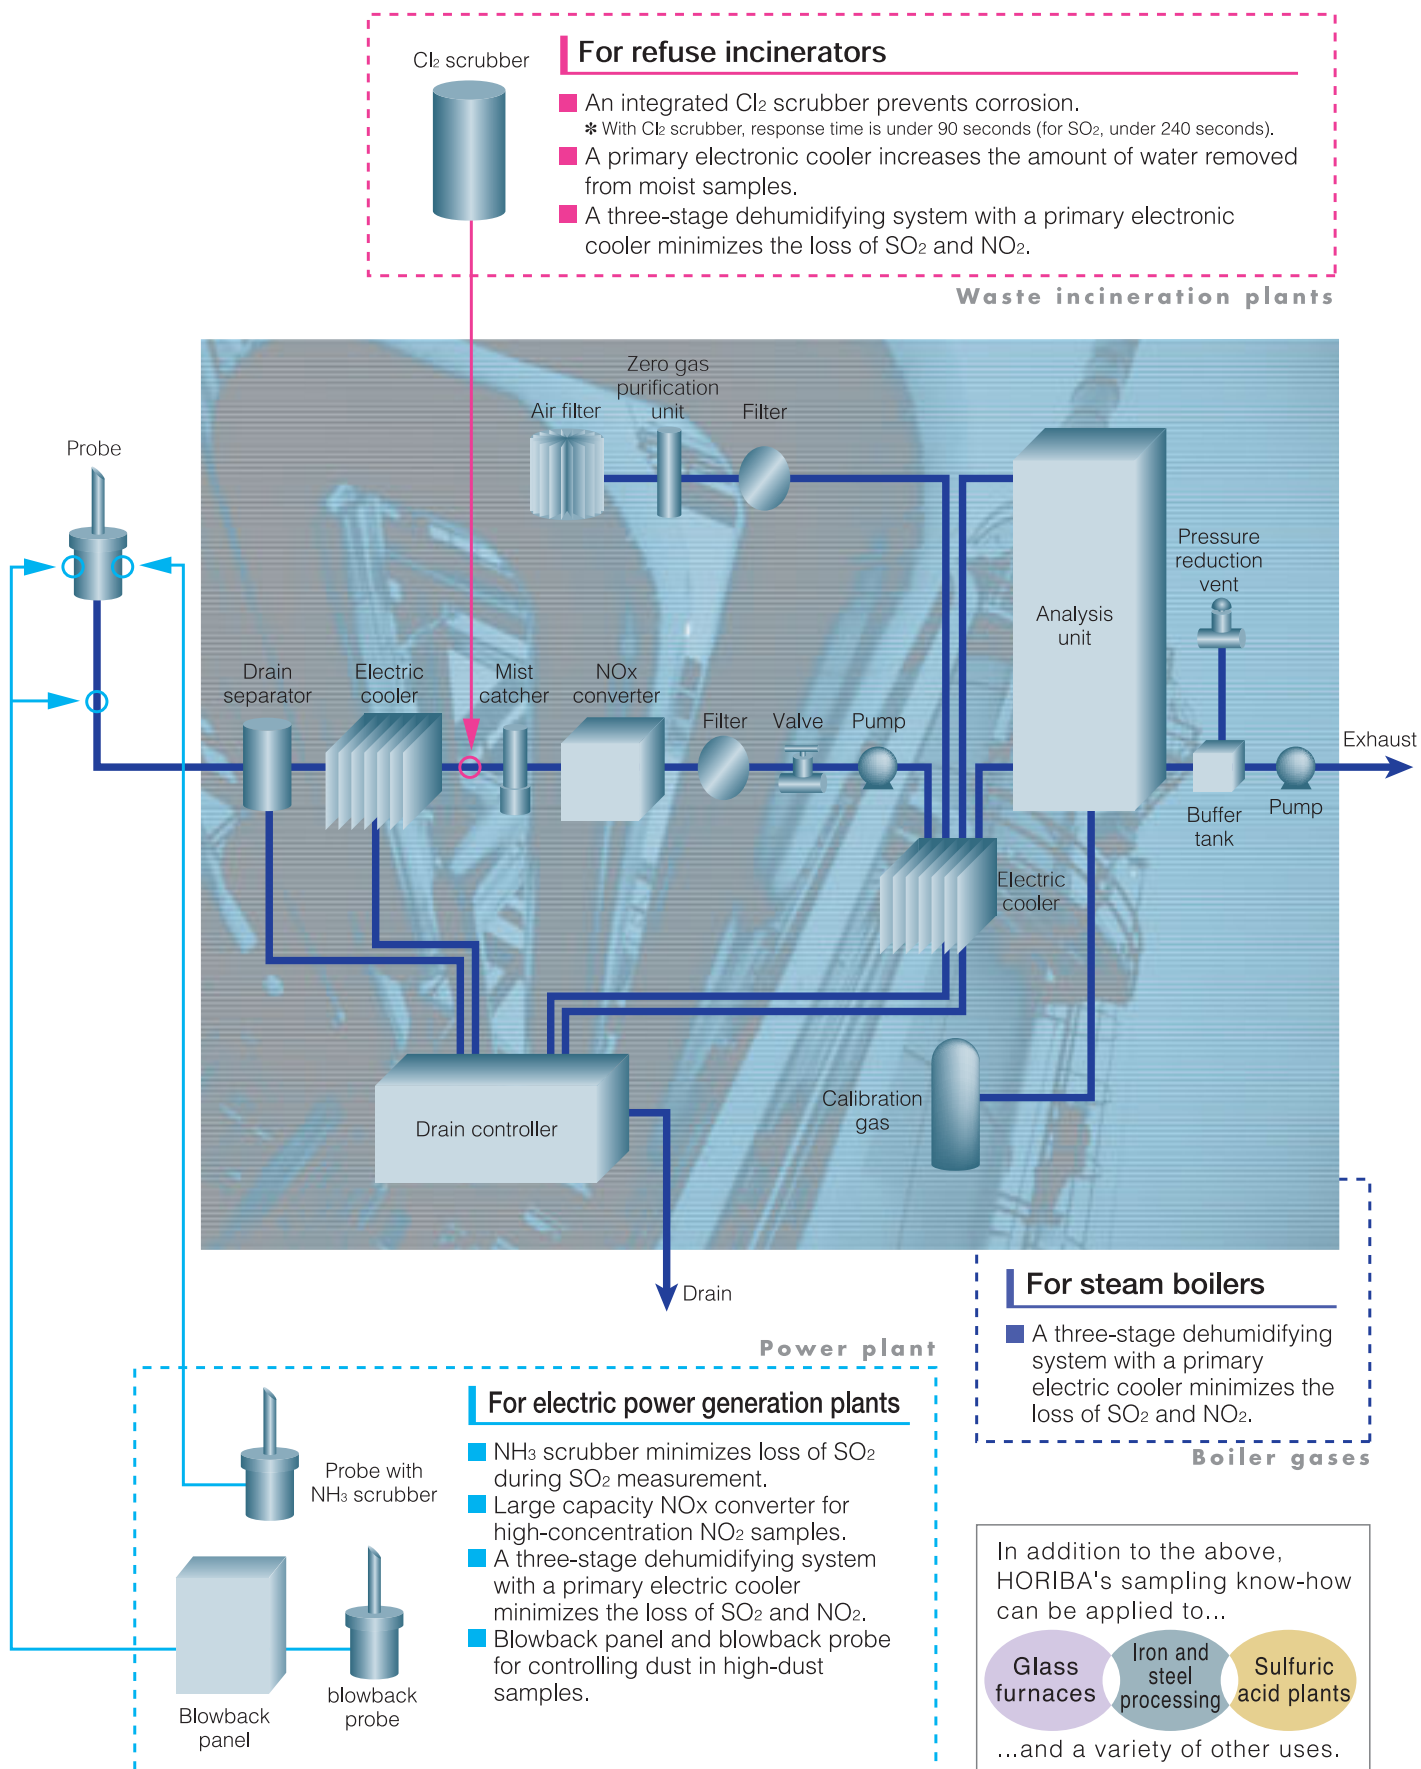 Cl₂ scrubber
For refuse incinerators
■ An integrated Cl₂ scrubber prevents corrosion.
✻ With Cl₂ scrubber, response time is under 90 seconds (for SO₂, under 240 seconds).
■ A primary electronic cooler increases the amount of water removed
from moist samples.
■ A three-stage dehumidifying system with a primary electronic
cooler minimizes the loss of SO₂ and NO₂.
Waste incineration plants
Zero gas
purification
unit
Air filter
Filter
Probe
Pressure
reduction
vent
Analysis
unit
Drain
separator
Electric
cooler
Mist
catcher
NOx
converter
Filter
Valve
Pump
Exhaust
Buffer
tank
Pump
Electric
cooler
Calibration
gas
Drain controller
Drain
For steam boilers
■ A three-stage dehumidifying
system with a primary
electric cooler minimizes the
loss of SO₂ and NO₂.
Boiler gases
Power plant
For electric power generation plants
■ NH₃ scrubber minimizes loss of SO₂
during SO₂ measurement.
■ Large capacity NOx converter for
high-concentration NO₂ samples.
■ A three-stage dehumidifying system
with a primary electric cooler
minimizes the loss of SO₂ and NO₂.
■ Blowback panel and blowback probe
for controlling dust in high-dust
samples.
Probe with
NH₃ scrubber
Blowback
panel
blowback
probe
In addition to the above,
HORIBA's sampling know-how
can be applied to...
Glass
furnaces
Iron and
steel
processing
Sulfuric
acid plants
...and a variety of other uses.